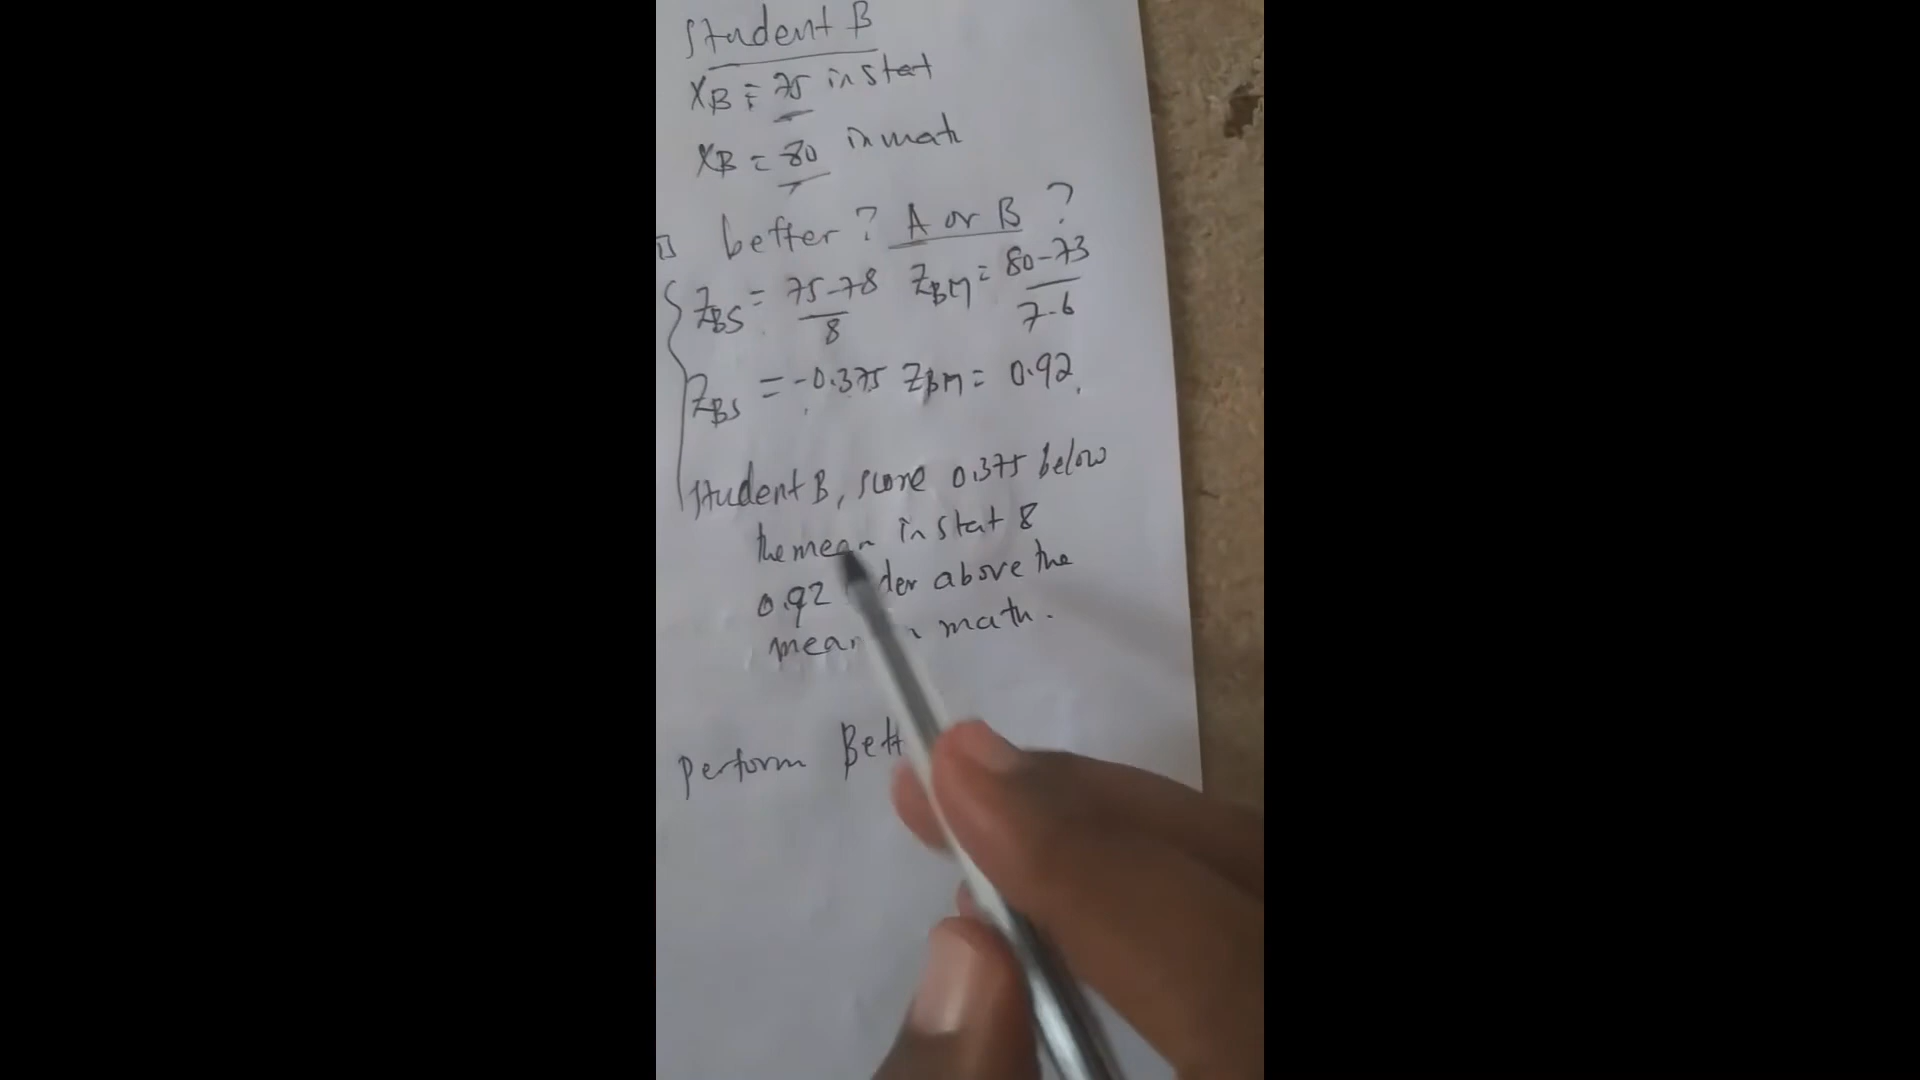 Student B
XB = 75 in stat
XB = 80 in math
better? A or B?
ZBS = 75-78 / 8 ZBM = 80-73 / 7.6
ZBS = -0.375 ZBM = 0.92
Student B, score 0.375 below
the mean in stat &
0.92 above the
mean math.
perform